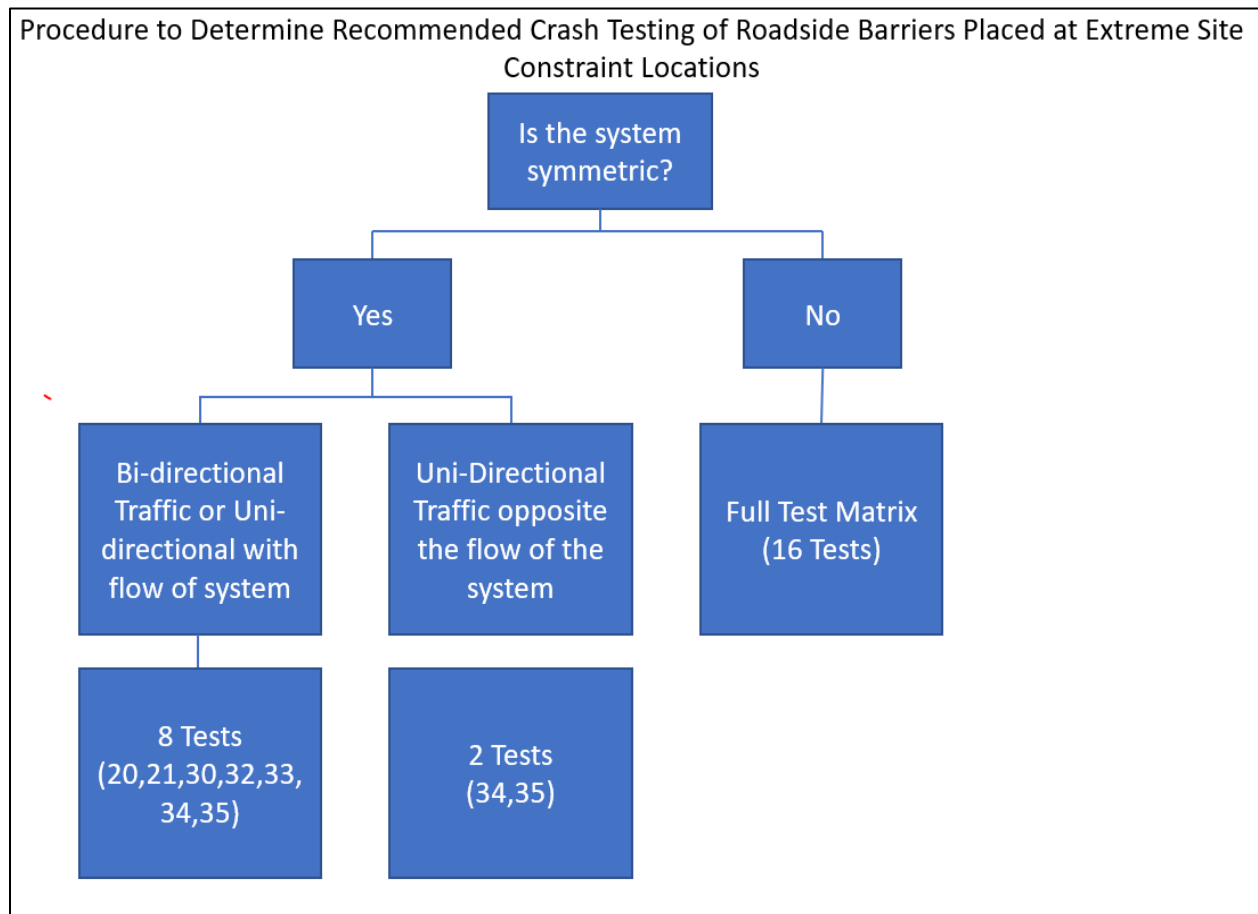 Procedure to Determine Recommended Crash Testing of Roadside Barriers Placed at Extreme Site
Constraint Locations
Is the system
symmetric?
Yes
No
Bi-directional
Traffic or Uni-
directional with
flow of system
Uni-Directional
Traffic opposite
the flow of the
system
Full Test Matrix
(16 Tests)
8 Tests
(20,21,30,32,33,
34,35)
2 Tests
(34,35)